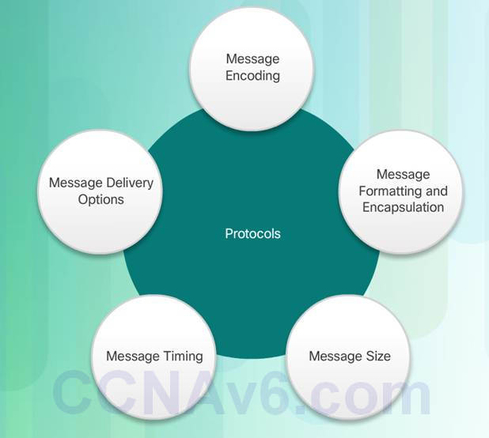 Message
Encoding
Message Delivery
Options
Message
Formatting and
Encapsulation
Protocols
Message Timing
Message Size
CCNAv6.com